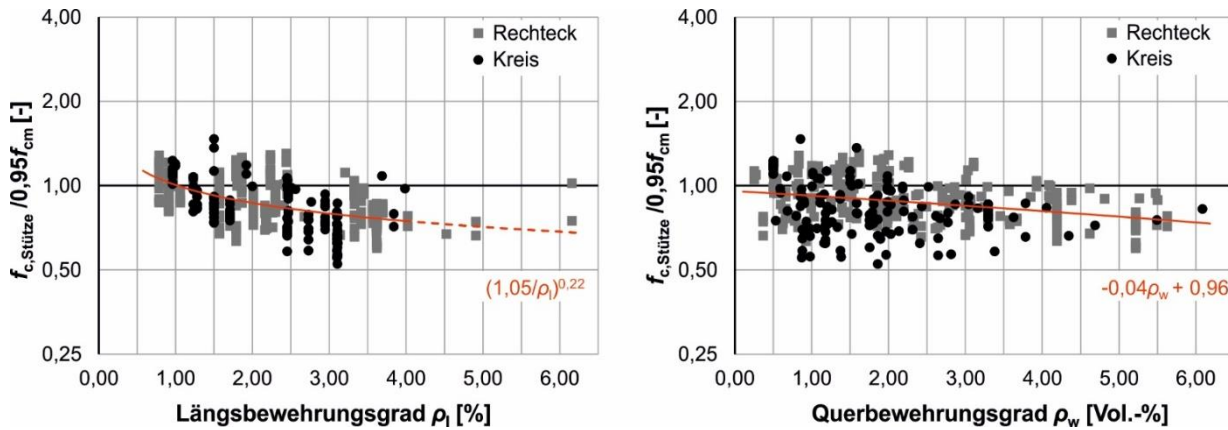 4,00
2,00
1,00
0,50
0,25
f_c,Stütze /0,95f_cm [-]
Rechteck
Kreis
(1,05/ρ_l)^0,22
0,00 1,00 2,00 3,00 4,00 5,00 6,00
Längsbewehrungsgrad ρ_l [%]
4,00
2,00
1,00
0,50
0,25
f_c,Stütze /0,95f_cm [-]
Rechteck
Kreis
-0,04ρ_w + 0,96
0,00 1,00 2,00 3,00 4,00 5,00 6,00
Querbewehrungsgrad ρ_w [Vol.-%]